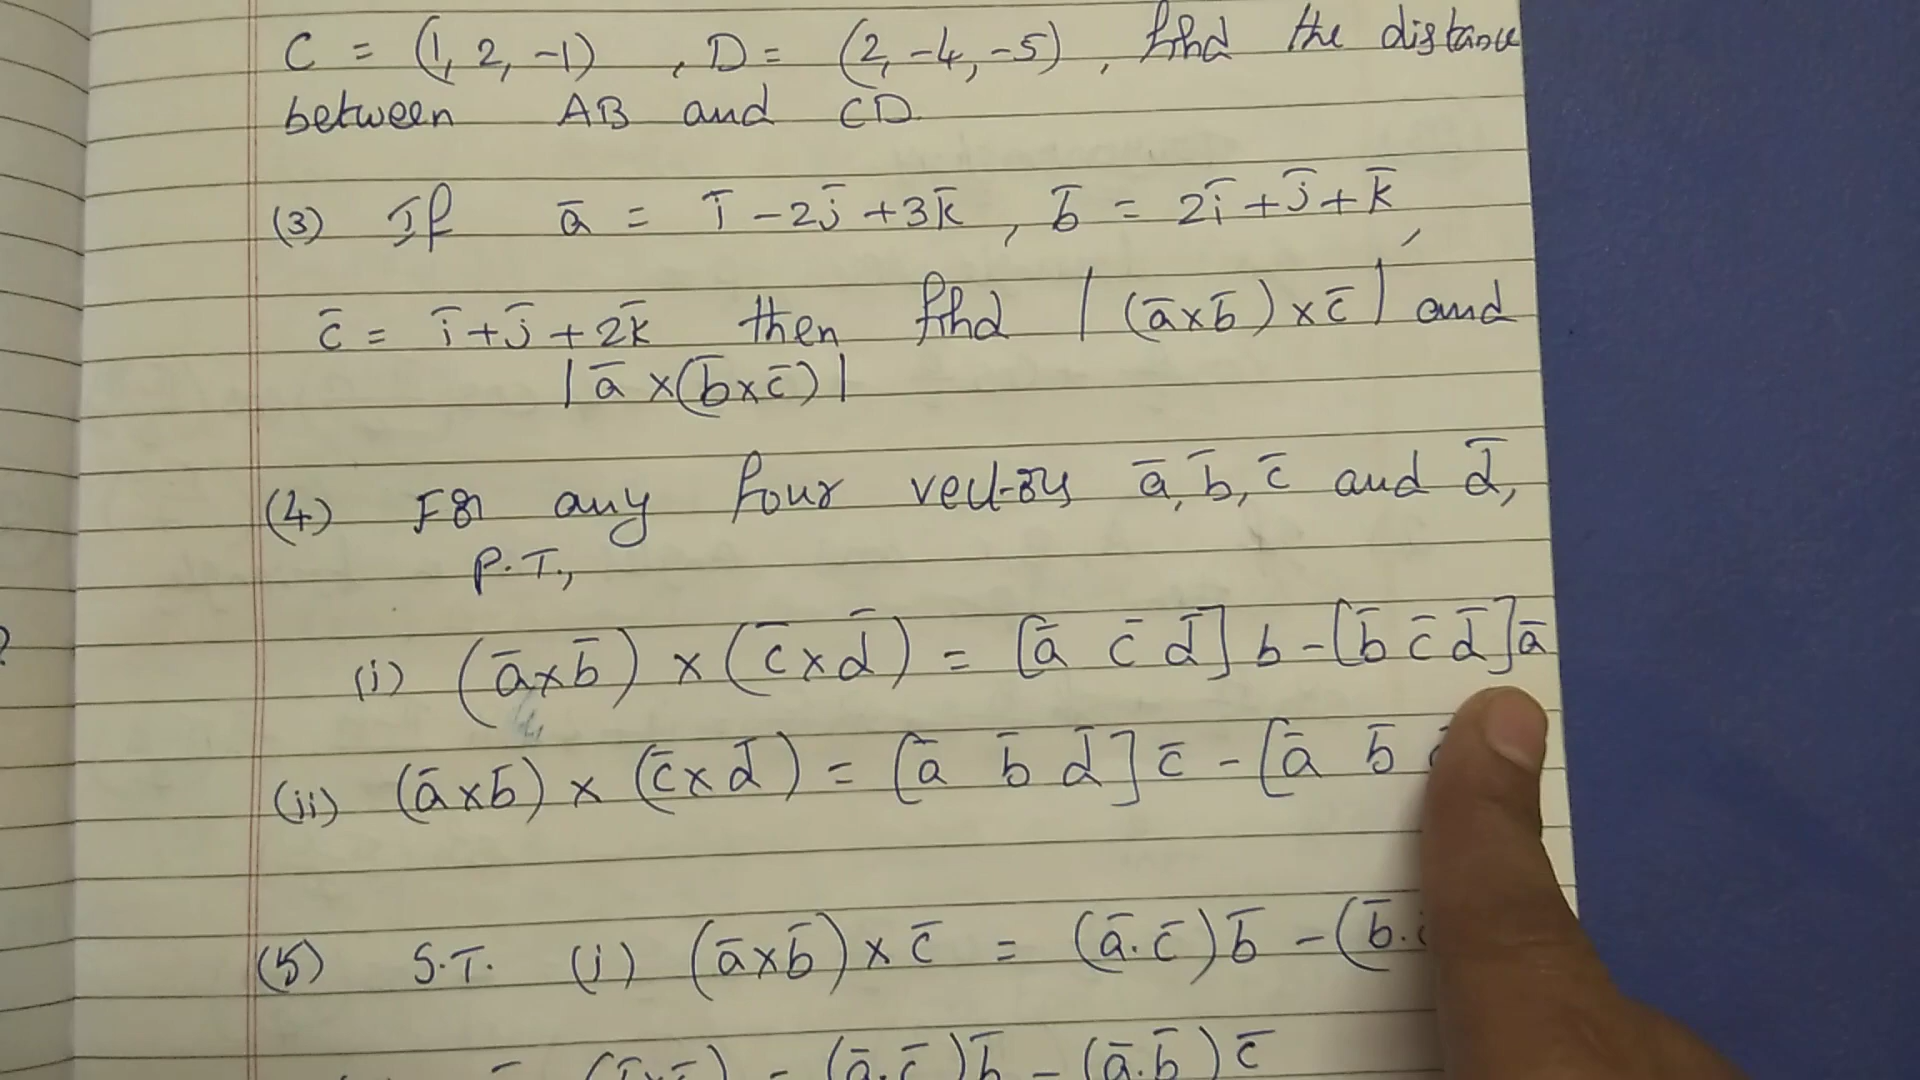 C = (1, 2, -1) , D = (2, -4, -5) , find the distance
between AB and CD.
(3) If a̅ = i̅ - 2j̅ + 3k̅ , b̅ = 2i̅ + j̅ + k̅ ,
c̅ = i̅ + j̅ + 2k̅ then find |(a̅ x b̅) x c̅| and
|a̅ x (b̅ x c̅)|
(4) For any four vectors a̅, b̅, c̅ and d̅,
P.T.,
(i) (a̅ x b̅) x (c̅ x d̅) = [a̅ c̅ d̅] b - [b̅ c̅ d̅] a̅
(ii) (a̅ x b̅) x (c̅ x d̅) = [a̅ b̅ d̅] c̅ - [a̅ b̅
(5) S.T. (i) (a̅ x b̅) x c̅ = (a̅ . c̅) b̅ - (b̅ .
= (a̅ . c̅) b̅ - (a̅ . b̅) c̅